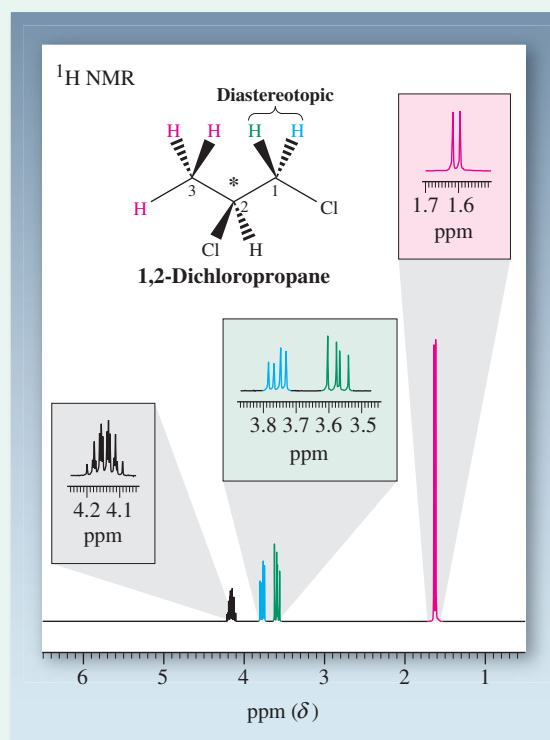 ¹H NMR
Diastereotopic
H H H H
*
3 2 1
H Cl
Cl H
1,2-Dichloropropane
1.7 1.6
ppm
3.8 3.7 3.6 3.5
ppm
4.2 4.1
ppm
6 5 4 3 2 1
ppm (δ)